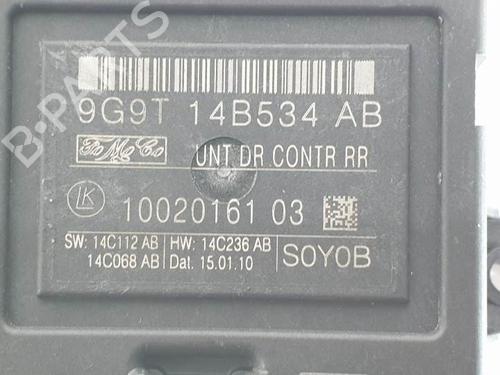 9G9T 14B534 AB
FoMoCo
UNT DR CONTR RR
LK
10020161 03
SW: 14C112 AB
HW: 14C236 AB
14C068 AB
Dat. 15.01.10
S0Y0B
B-PARTS